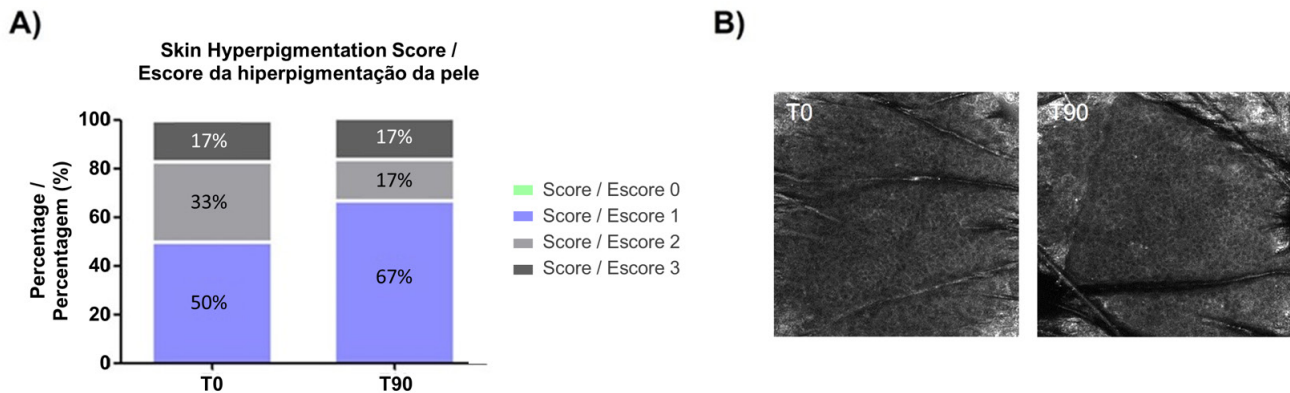 A)
Skin Hyperpigmentation Score /
Escore da hiperpigmentação da pele
Percentage /
Percentagem (%)
100
80
60
40
20
0
17%
33%
50%
17%
17%
67%
T0
T90
Score / Escore 0
Score / Escore 1
Score / Escore 2
Score / Escore 3
B)
T0
T90